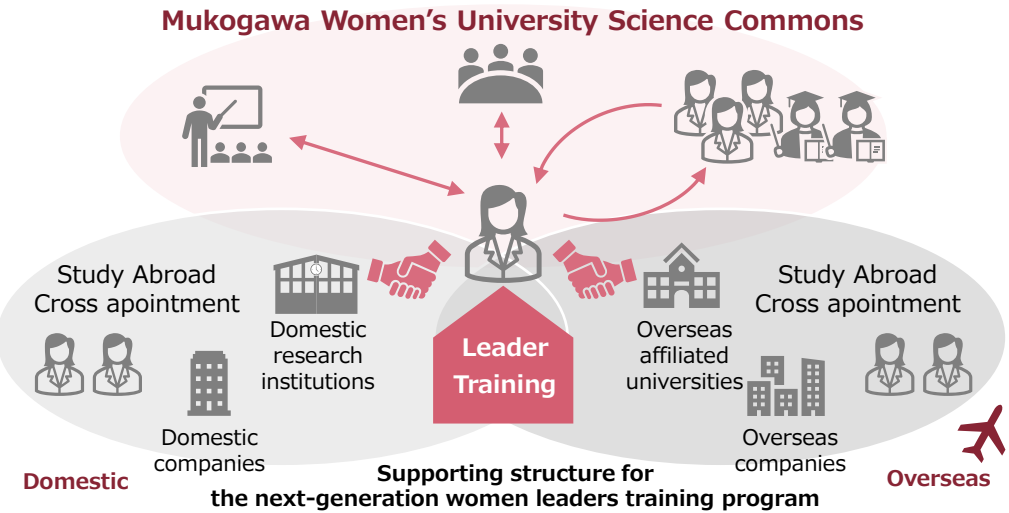 Mukogawa Women's University Science Commons
Study Abroad
Cross apointment
Domestic
research
institutions
Domestic
companies
Domestic
Leader
Training
Overseas
affiliated
universities
Study Abroad
Cross apointment
Overseas
companies
Overseas
Supporting structure for
the next-generation women leaders training program